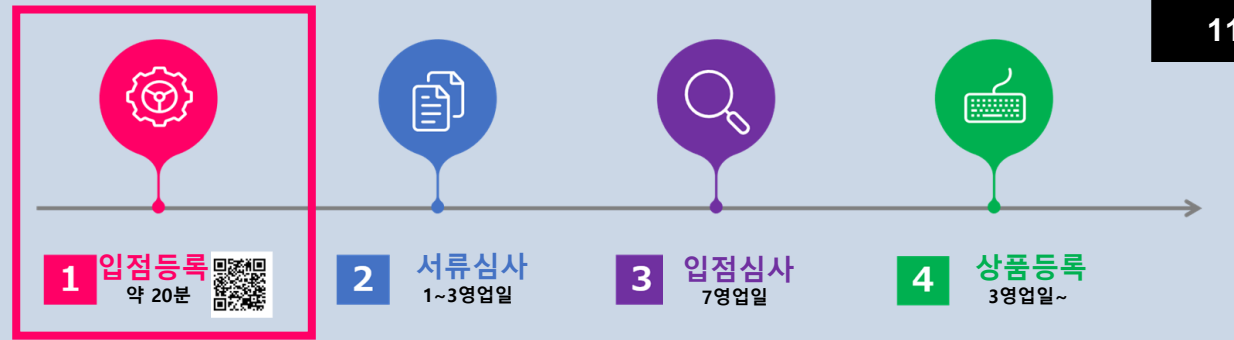 11
1 입점등록
약 20분
2 서류심사
1~3영업일
3 입점심사
7영업일
4 상품등록
3영업일~